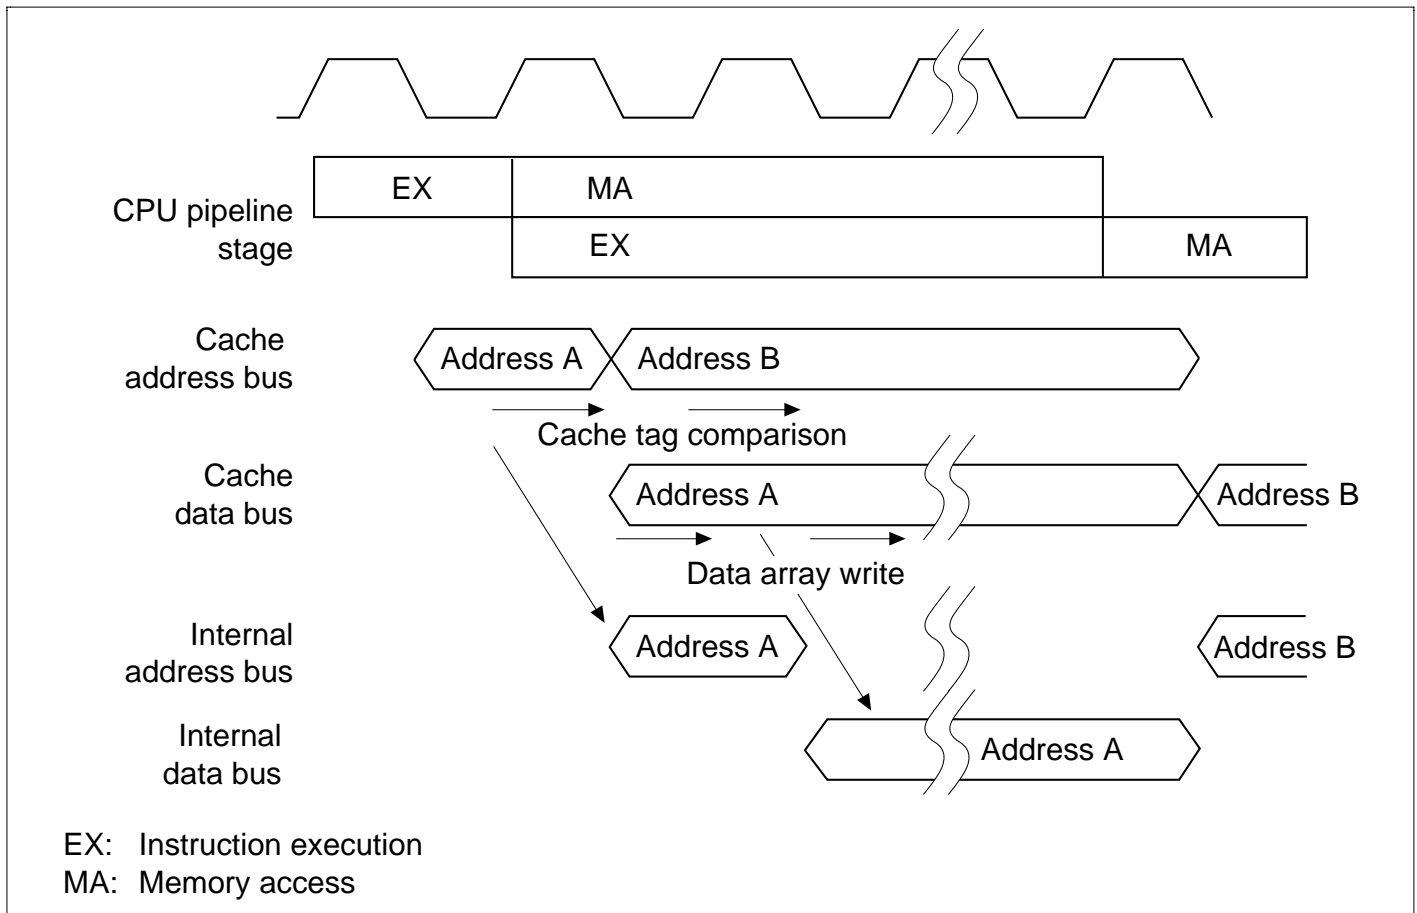 EX
MA
CPU pipeline
stage
EX
MA
Cache
address bus
Address A
Address B
Cache tag comparison
Cache
data bus
Address A
Address B
Data array write
Internal
address bus
Address A
Address B
Internal
data bus
Address A
EX: Instruction execution
MA: Memory access